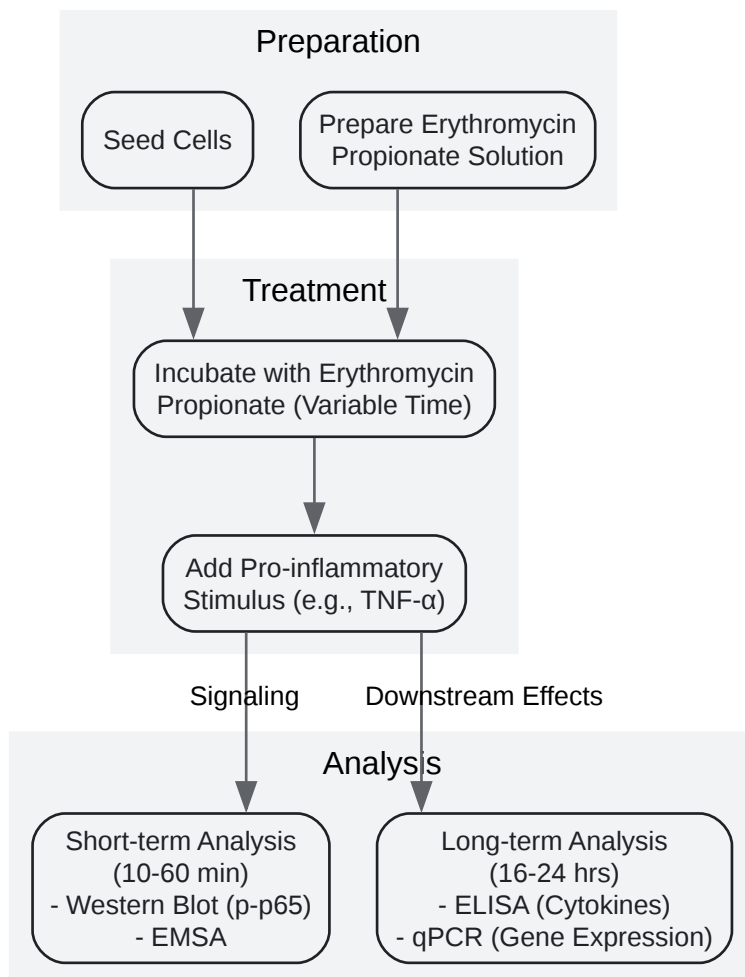 Preparation
Seed Cells
Prepare Erythromycin
Propionate Solution
Treatment
Incubate with Erythromycin
Propionate (Variable Time)
Add Pro-inflammatory
Stimulus (e.g., TNF-α)
Signaling
Downstream Effects
Analysis
Short-term Analysis
(10-60 min)
- Western Blot (p-p65)
- EMSA
Long-term Analysis
(16-24 hrs)
- ELISA (Cytokines)
- qPCR (Gene Expression)